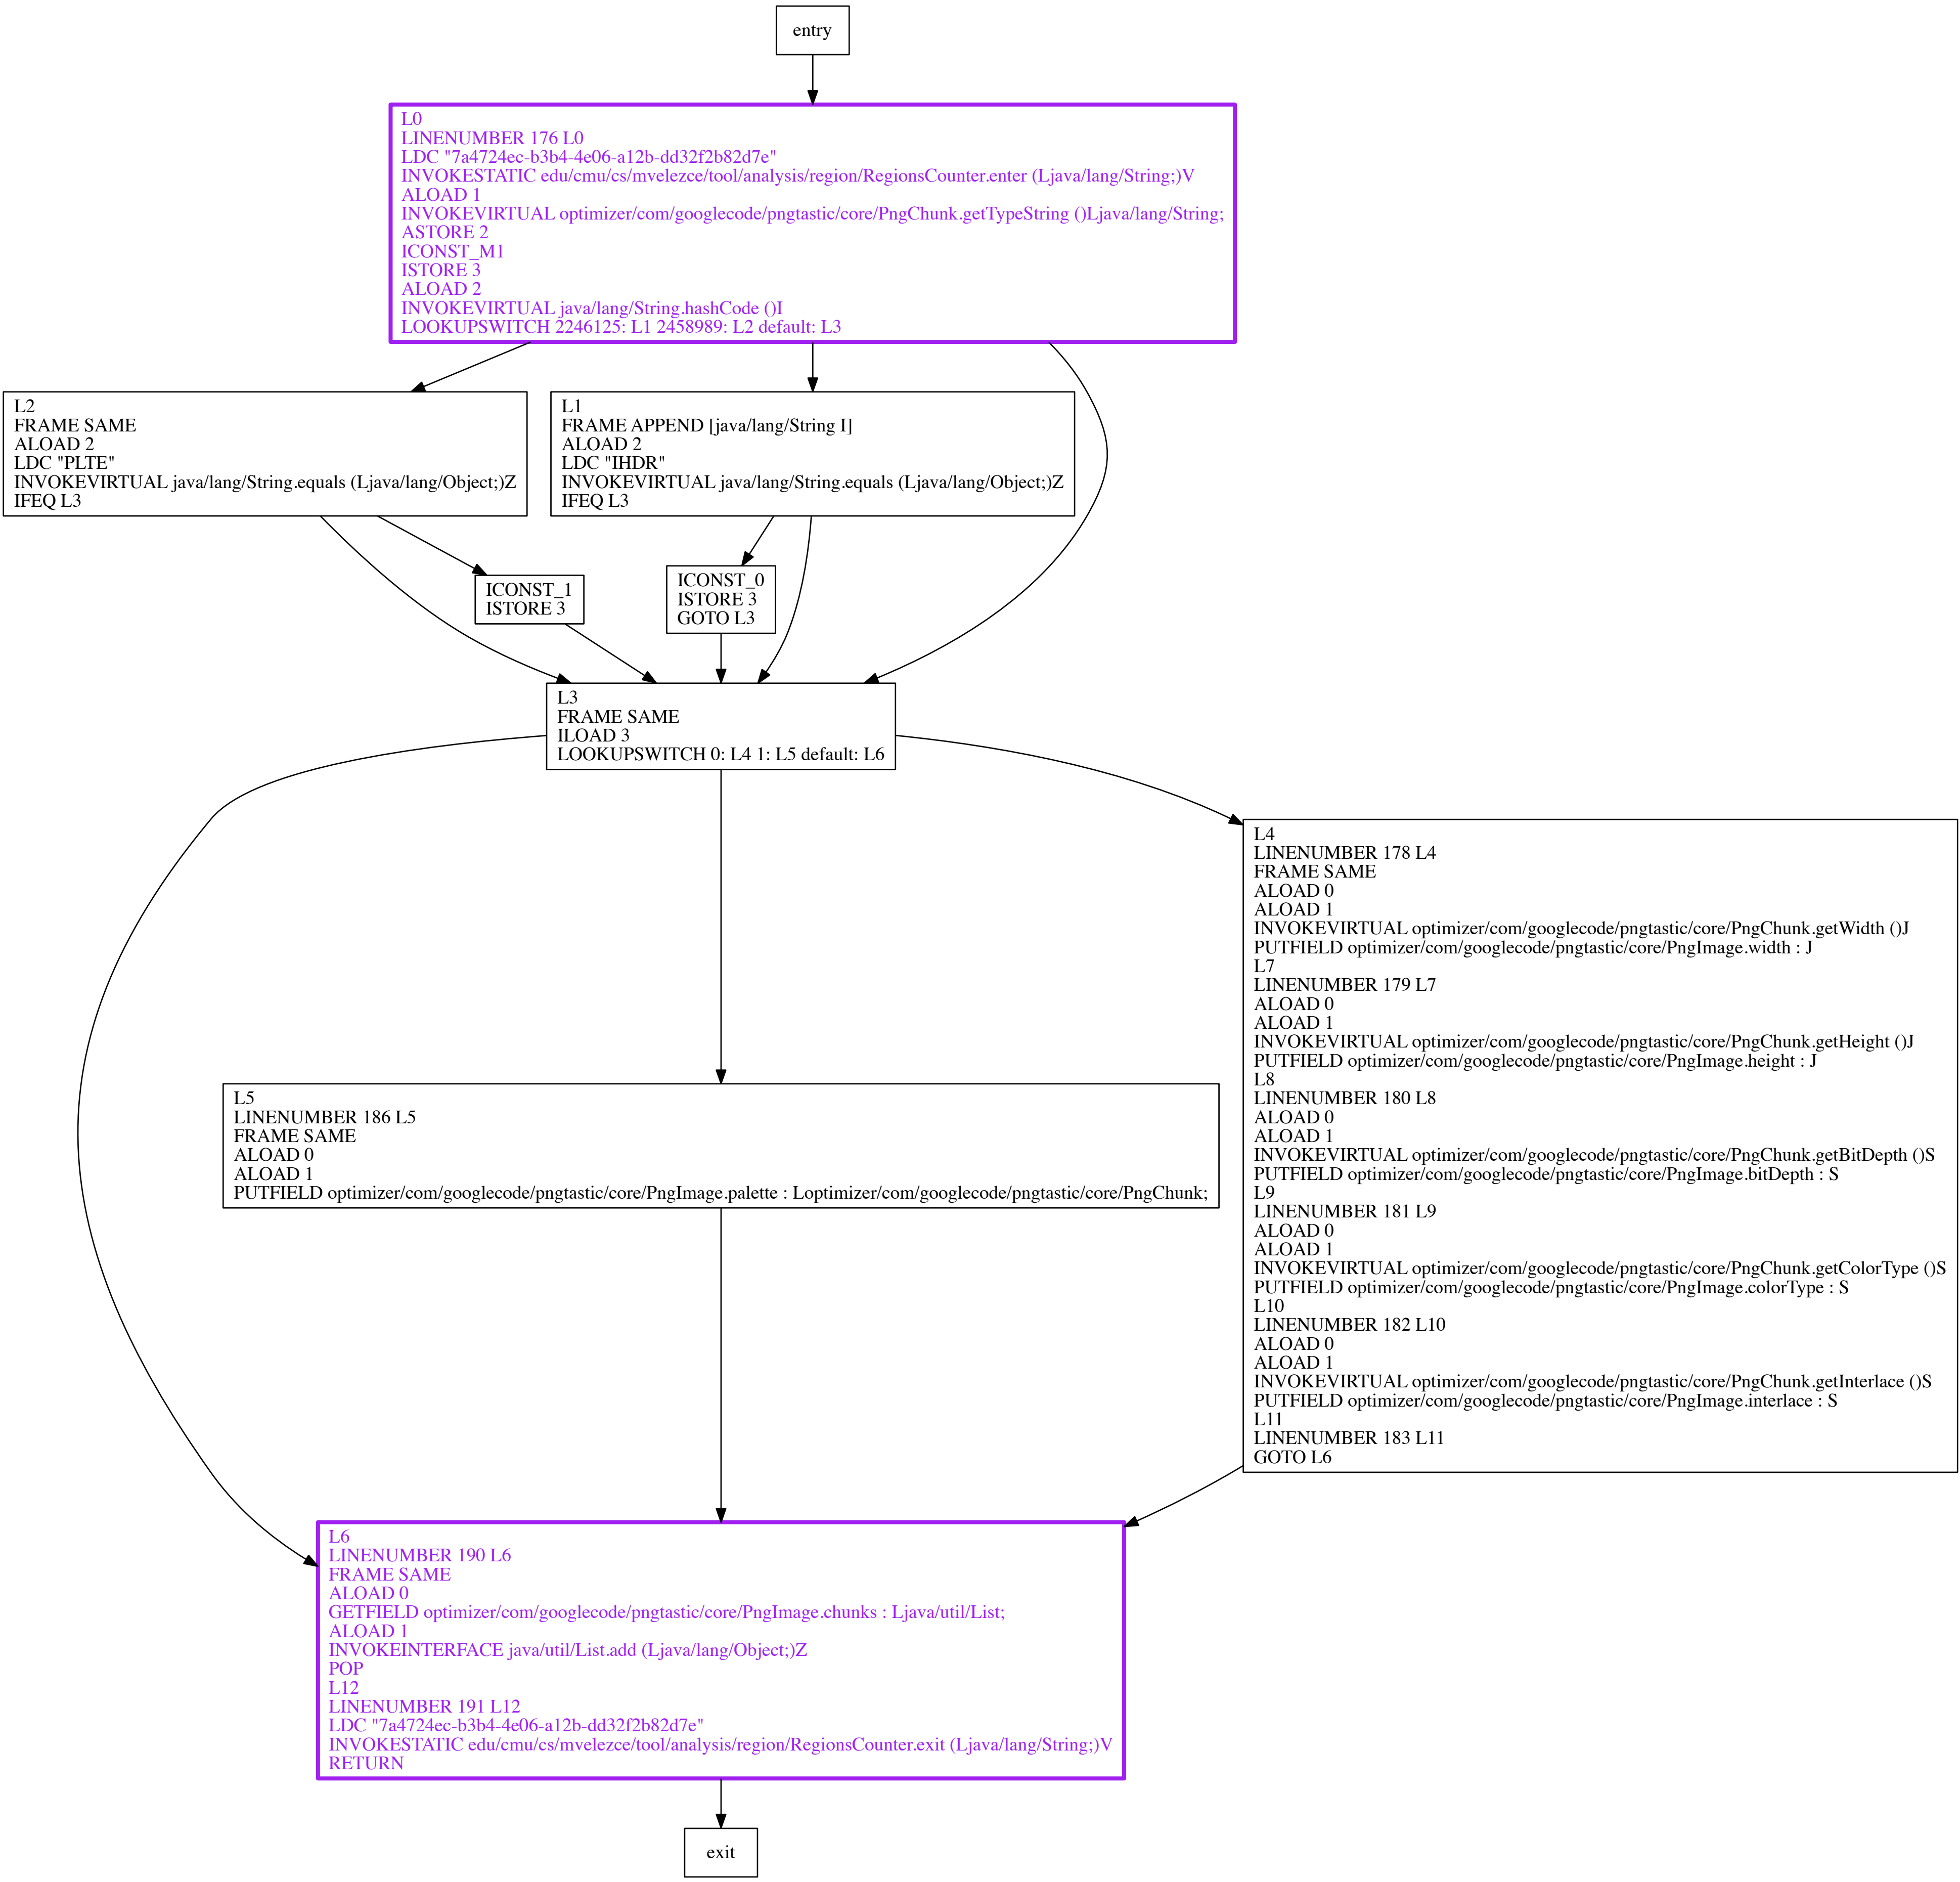 entry
L0
LINENUMBER 176 L0
LDC "7a4724ec-b3b4-4e06-a12b-dd32f2b82d7e"
INVOKESTATIC edu/cmu/cs/mvelezce/tool/analysis/region/RegionsCounter.enter (Ljava/lang/String;)V
ALOAD 1
INVOKEVIRTUAL optimizer/com/googlecode/pngtastic/core/PngChunk.getTypeString ()Ljava/lang/String;
ASTORE 2
ICONST_M1
ISTORE 3
ALOAD 2
INVOKEVIRTUAL java/lang/String.hashCode ()I
LOOKUPSWITCH 2246125: L1 2458989: L2 default: L3
L2
FRAME SAME
ALOAD 2
LDC "PLTE"
INVOKEVIRTUAL java/lang/String.equals (Ljava/lang/Object;)Z
IFEQ L3
L1
FRAME APPEND [java/lang/String I]
ALOAD 2
LDC "IHDR"
INVOKEVIRTUAL java/lang/String.equals (Ljava/lang/Object;)Z
IFEQ L3
ICONST_1
ISTORE 3
ICONST_0
ISTORE 3
GOTO L3
L3
FRAME SAME
ILOAD 3
LOOKUPSWITCH 0: L4 1: L5 default: L6
L4
LINENUMBER 178 L4
FRAME SAME
ALOAD 0
ALOAD 1
INVOKEVIRTUAL optimizer/com/googlecode/pngtastic/core/PngChunk.getWidth ()J
PUTFIELD optimizer/com/googlecode/pngtastic/core/PngImage.width : J
L7
LINENUMBER 179 L7
ALOAD 0
ALOAD 1
INVOKEVIRTUAL optimizer/com/googlecode/pngtastic/core/PngChunk.getHeight ()J
PUTFIELD optimizer/com/googlecode/pngtastic/core/PngImage.height : J
L8
LINENUMBER 180 L8
ALOAD 0
ALOAD 1
INVOKEVIRTUAL optimizer/com/googlecode/pngtastic/core/PngChunk.getBitDepth ()S
PUTFIELD optimizer/com/googlecode/pngtastic/core/PngImage.bitDepth : S
L9
LINENUMBER 181 L9
ALOAD 0
ALOAD 1
INVOKEVIRTUAL optimizer/com/googlecode/pngtastic/core/PngChunk.getColorType ()S
PUTFIELD optimizer/com/googlecode/pngtastic/core/PngImage.colorType : S
L10
LINENUMBER 182 L10
ALOAD 0
ALOAD 1
INVOKEVIRTUAL optimizer/com/googlecode/pngtastic/core/PngChunk.getInterlace ()S
PUTFIELD optimizer/com/googlecode/pngtastic/core/PngImage.interlace : S
L11
LINENUMBER 183 L11
GOTO L6
L5
LINENUMBER 186 L5
FRAME SAME
ALOAD 0
ALOAD 1
PUTFIELD optimizer/com/googlecode/pngtastic/core/PngImage.palette : Loptimizer/com/googlecode/pngtastic/core/PngChunk;
L6
LINENUMBER 190 L6
FRAME SAME
ALOAD 0
GETFIELD optimizer/com/googlecode/pngtastic/core/PngImage.chunks : Ljava/util/List;
ALOAD 1
INVOKEINTERFACE java/util/List.add (Ljava/lang/Object;)Z
POP
L12
LINENUMBER 191 L12
LDC "7a4724ec-b3b4-4e06-a12b-dd32f2b82d7e"
INVOKESTATIC edu/cmu/cs/mvelezce/tool/analysis/region/RegionsCounter.exit (Ljava/lang/String;)V
RETURN
exit